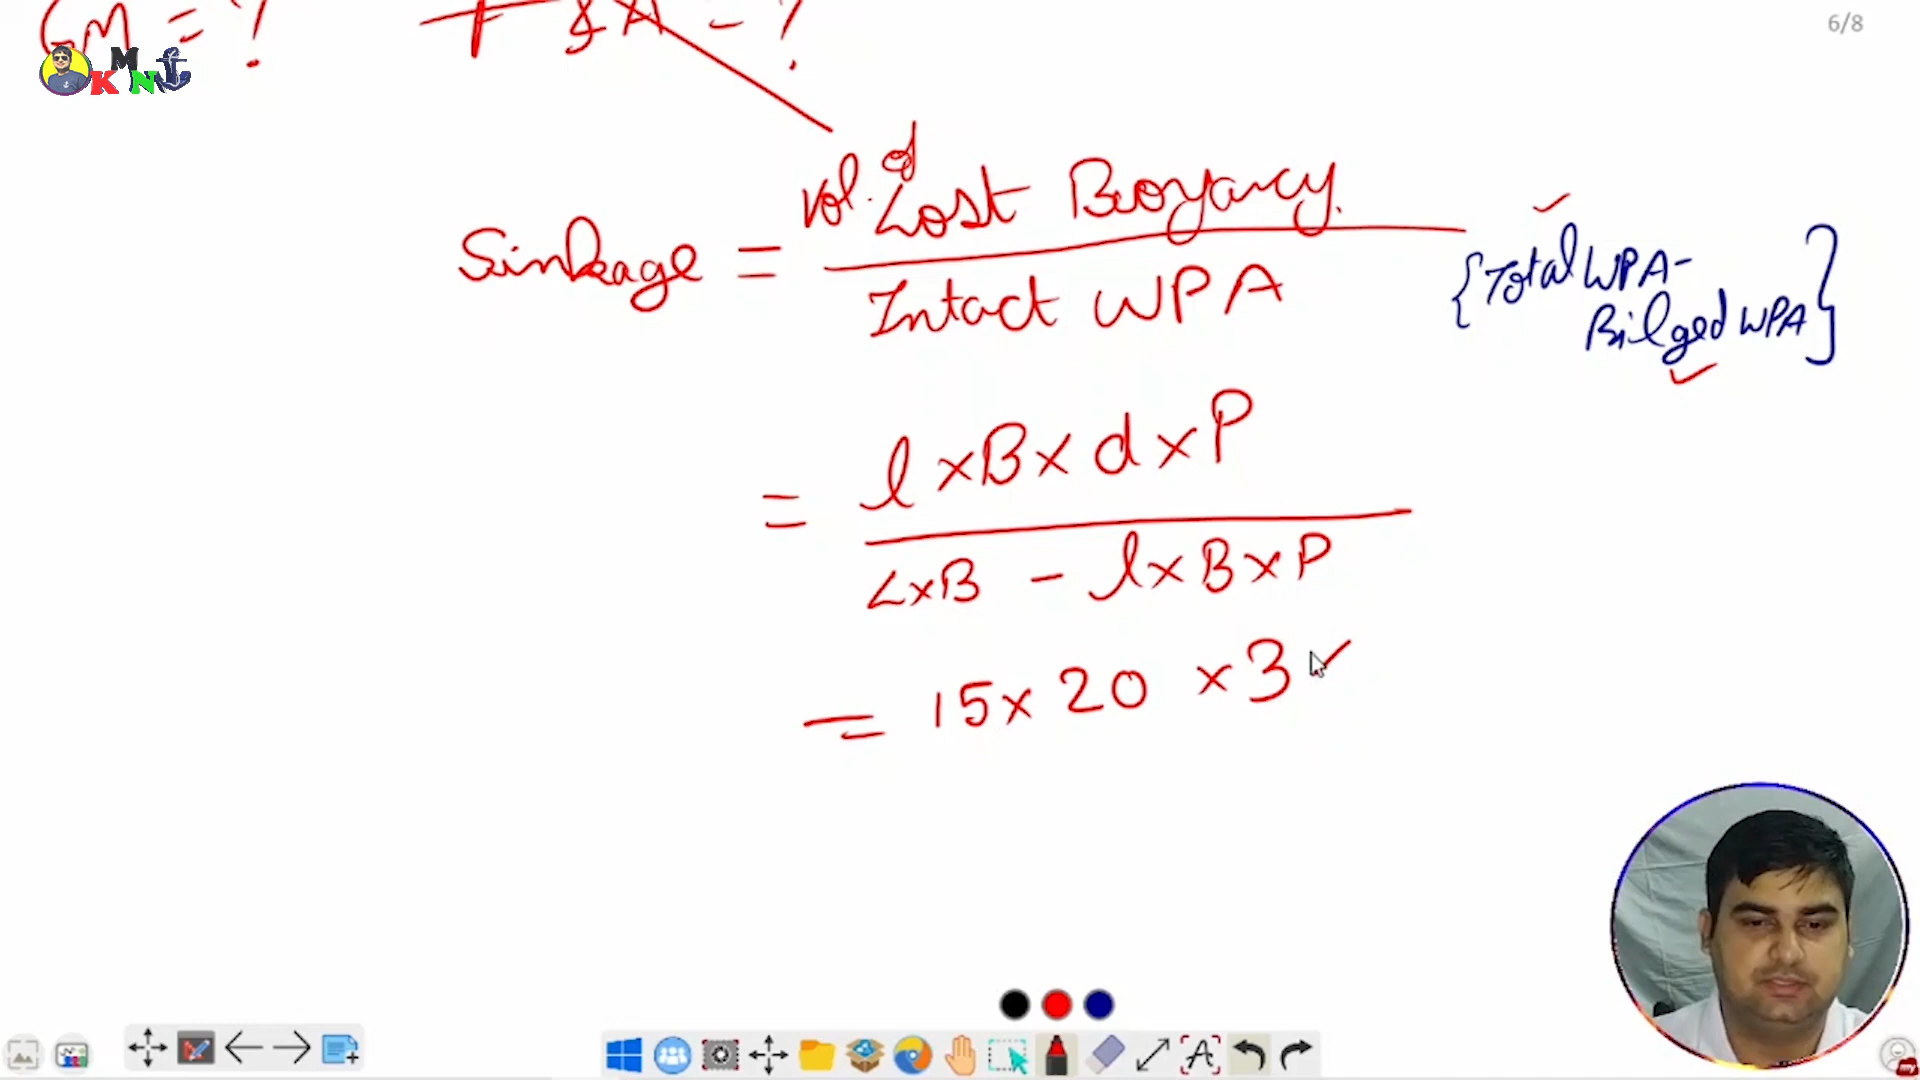 GM = ?
6/8
M
K N
vol. of Lost Buoyancy.
Sinkage =
Intact WPA
{Total WPA -
Bilged WPA}
l x B x d x P
=
L x B - l x B x P
= 15 x 20 x 3